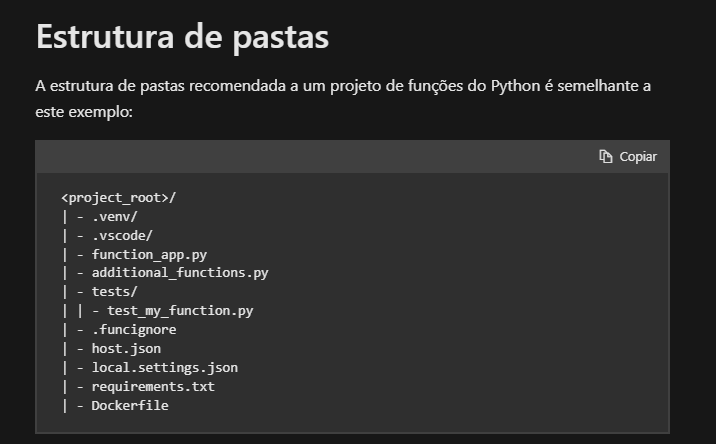 Estrutura de pastas
A estrutura de pastas recomendada a um projeto de funções do Python é semelhante a
este exemplo:
Copiar
<project_root>/
| - .venv/
| - .vscode/
| - function_app.py
| - additional_functions.py
| - tests/
| | - test_my_function.py
| - .funcignore
| - host.json
| - local.settings.json
| - requirements.txt
| - Dockerfile